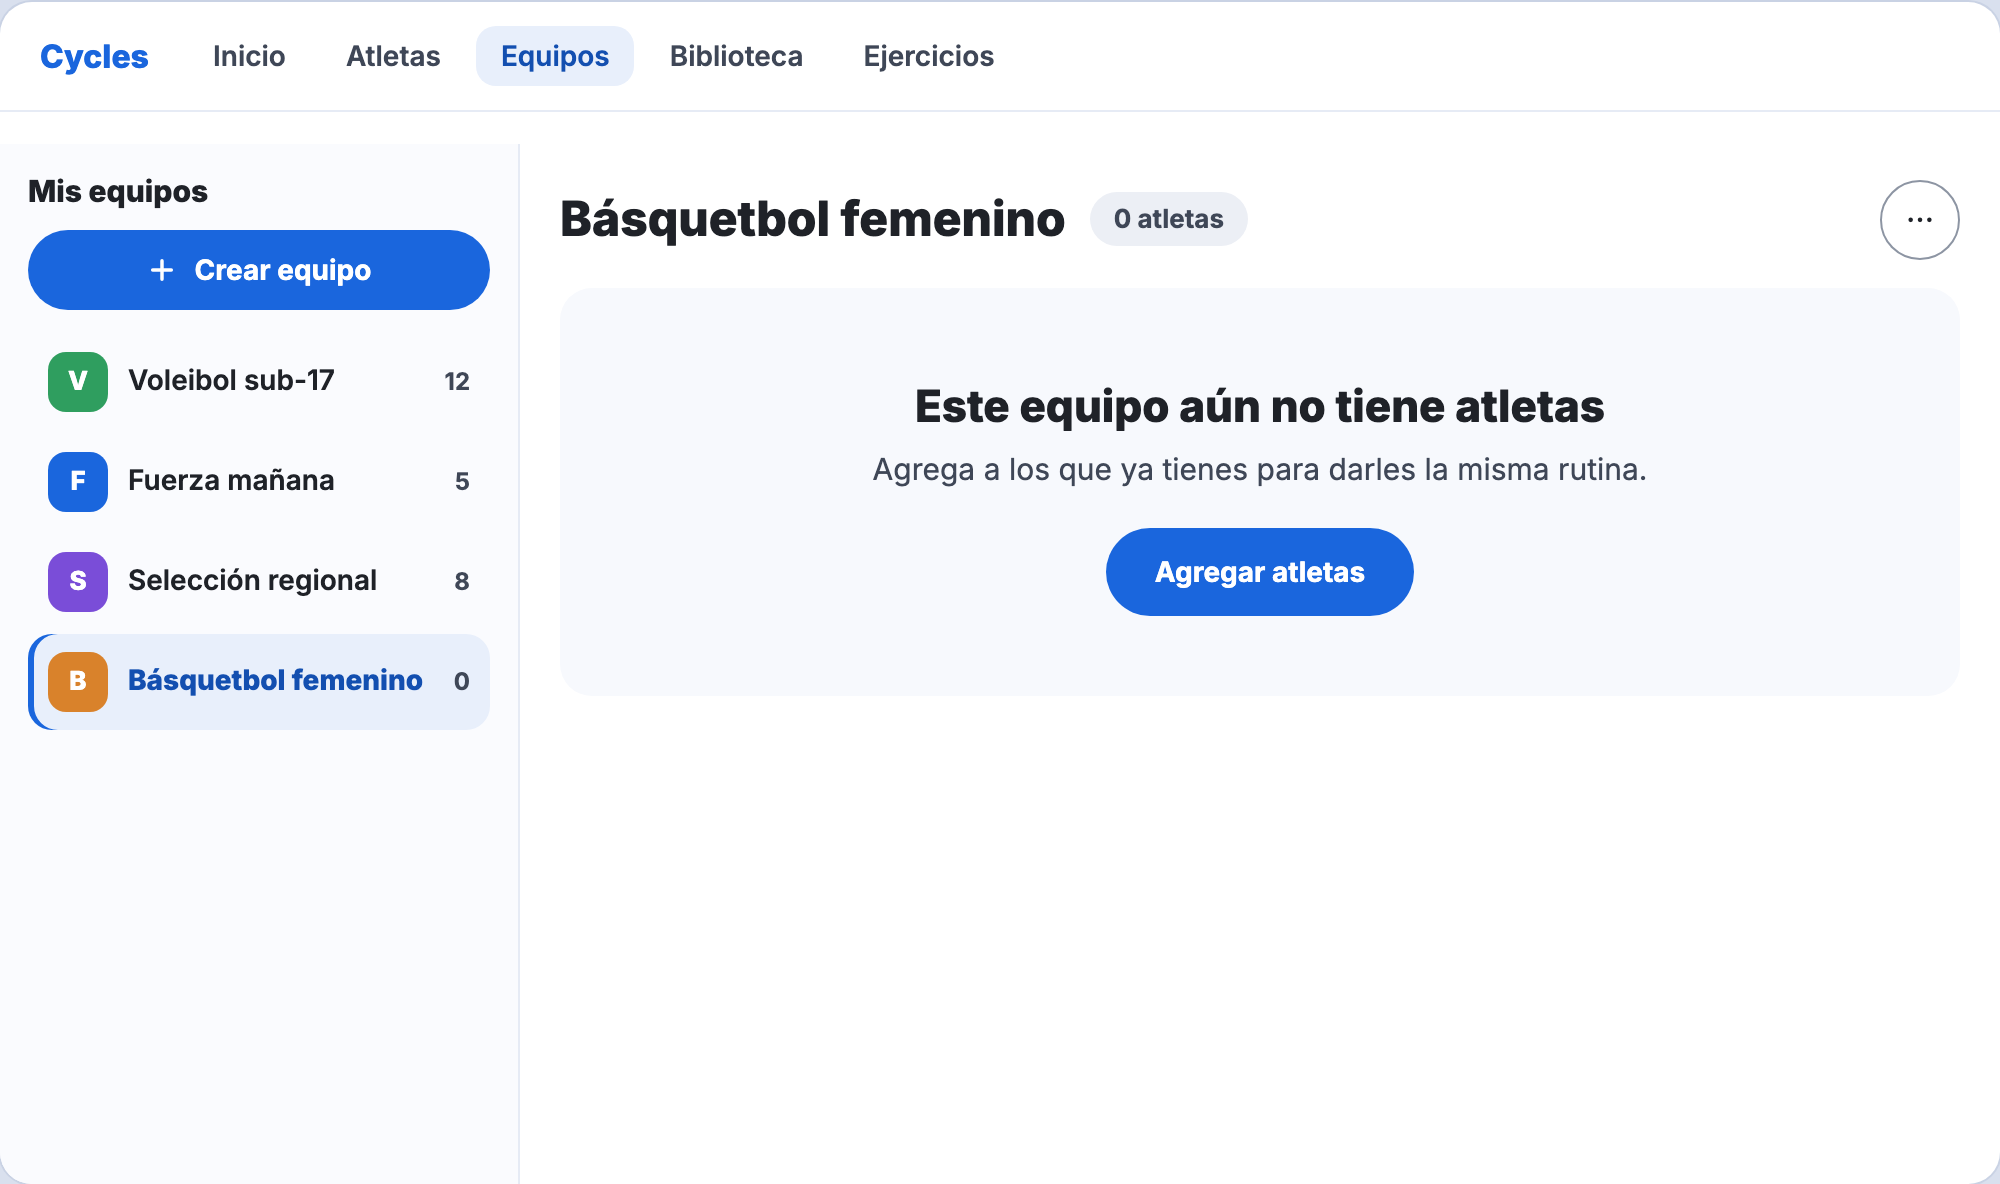 Cycles
Inicio
Atletas
Equipos
Biblioteca
Ejercicios
Mis equipos
+ Crear equipo
V Voleibol sub-17 12
F Fuerza mañana 5
S Selección regional 8
B Básquetbol femenino 0
Básquetbol femenino
0 atletas
...
Este equipo aún no tiene atletas
Agrega a los que ya tienes para darles la misma rutina.
Agregar atletas